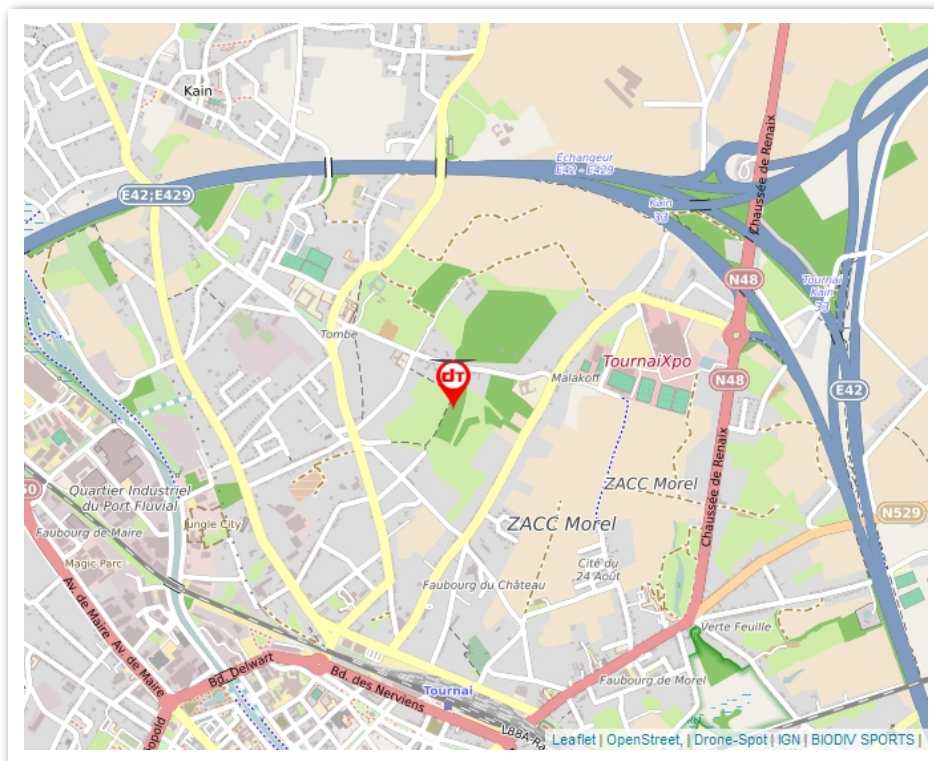 Kain
E42;E429
Échangeur
E42 - E429
Chaussée de Renaix
Kain
33
N48
Tournai
Kain
33
Tombe
TournaiXpo
Malakoff
dT
N48
E42
Chaussée de Renaix
ZACC Morel
Quartier Industriel
du Port Fluvial
Jungle City
N529
ZACC Morel
Faubourg de Maire
Magic Parc
Cité du
24 Août
Faubourg du Château
Av. de Maire
Av. de Maire
Verte Feuille
Bd. Delwart
Bd. des Nerviens
Tournai
Faubourg de Morel
Leaflet | OpenStreet, | Drone-Spot | IGN | BIODIV SPORTS |